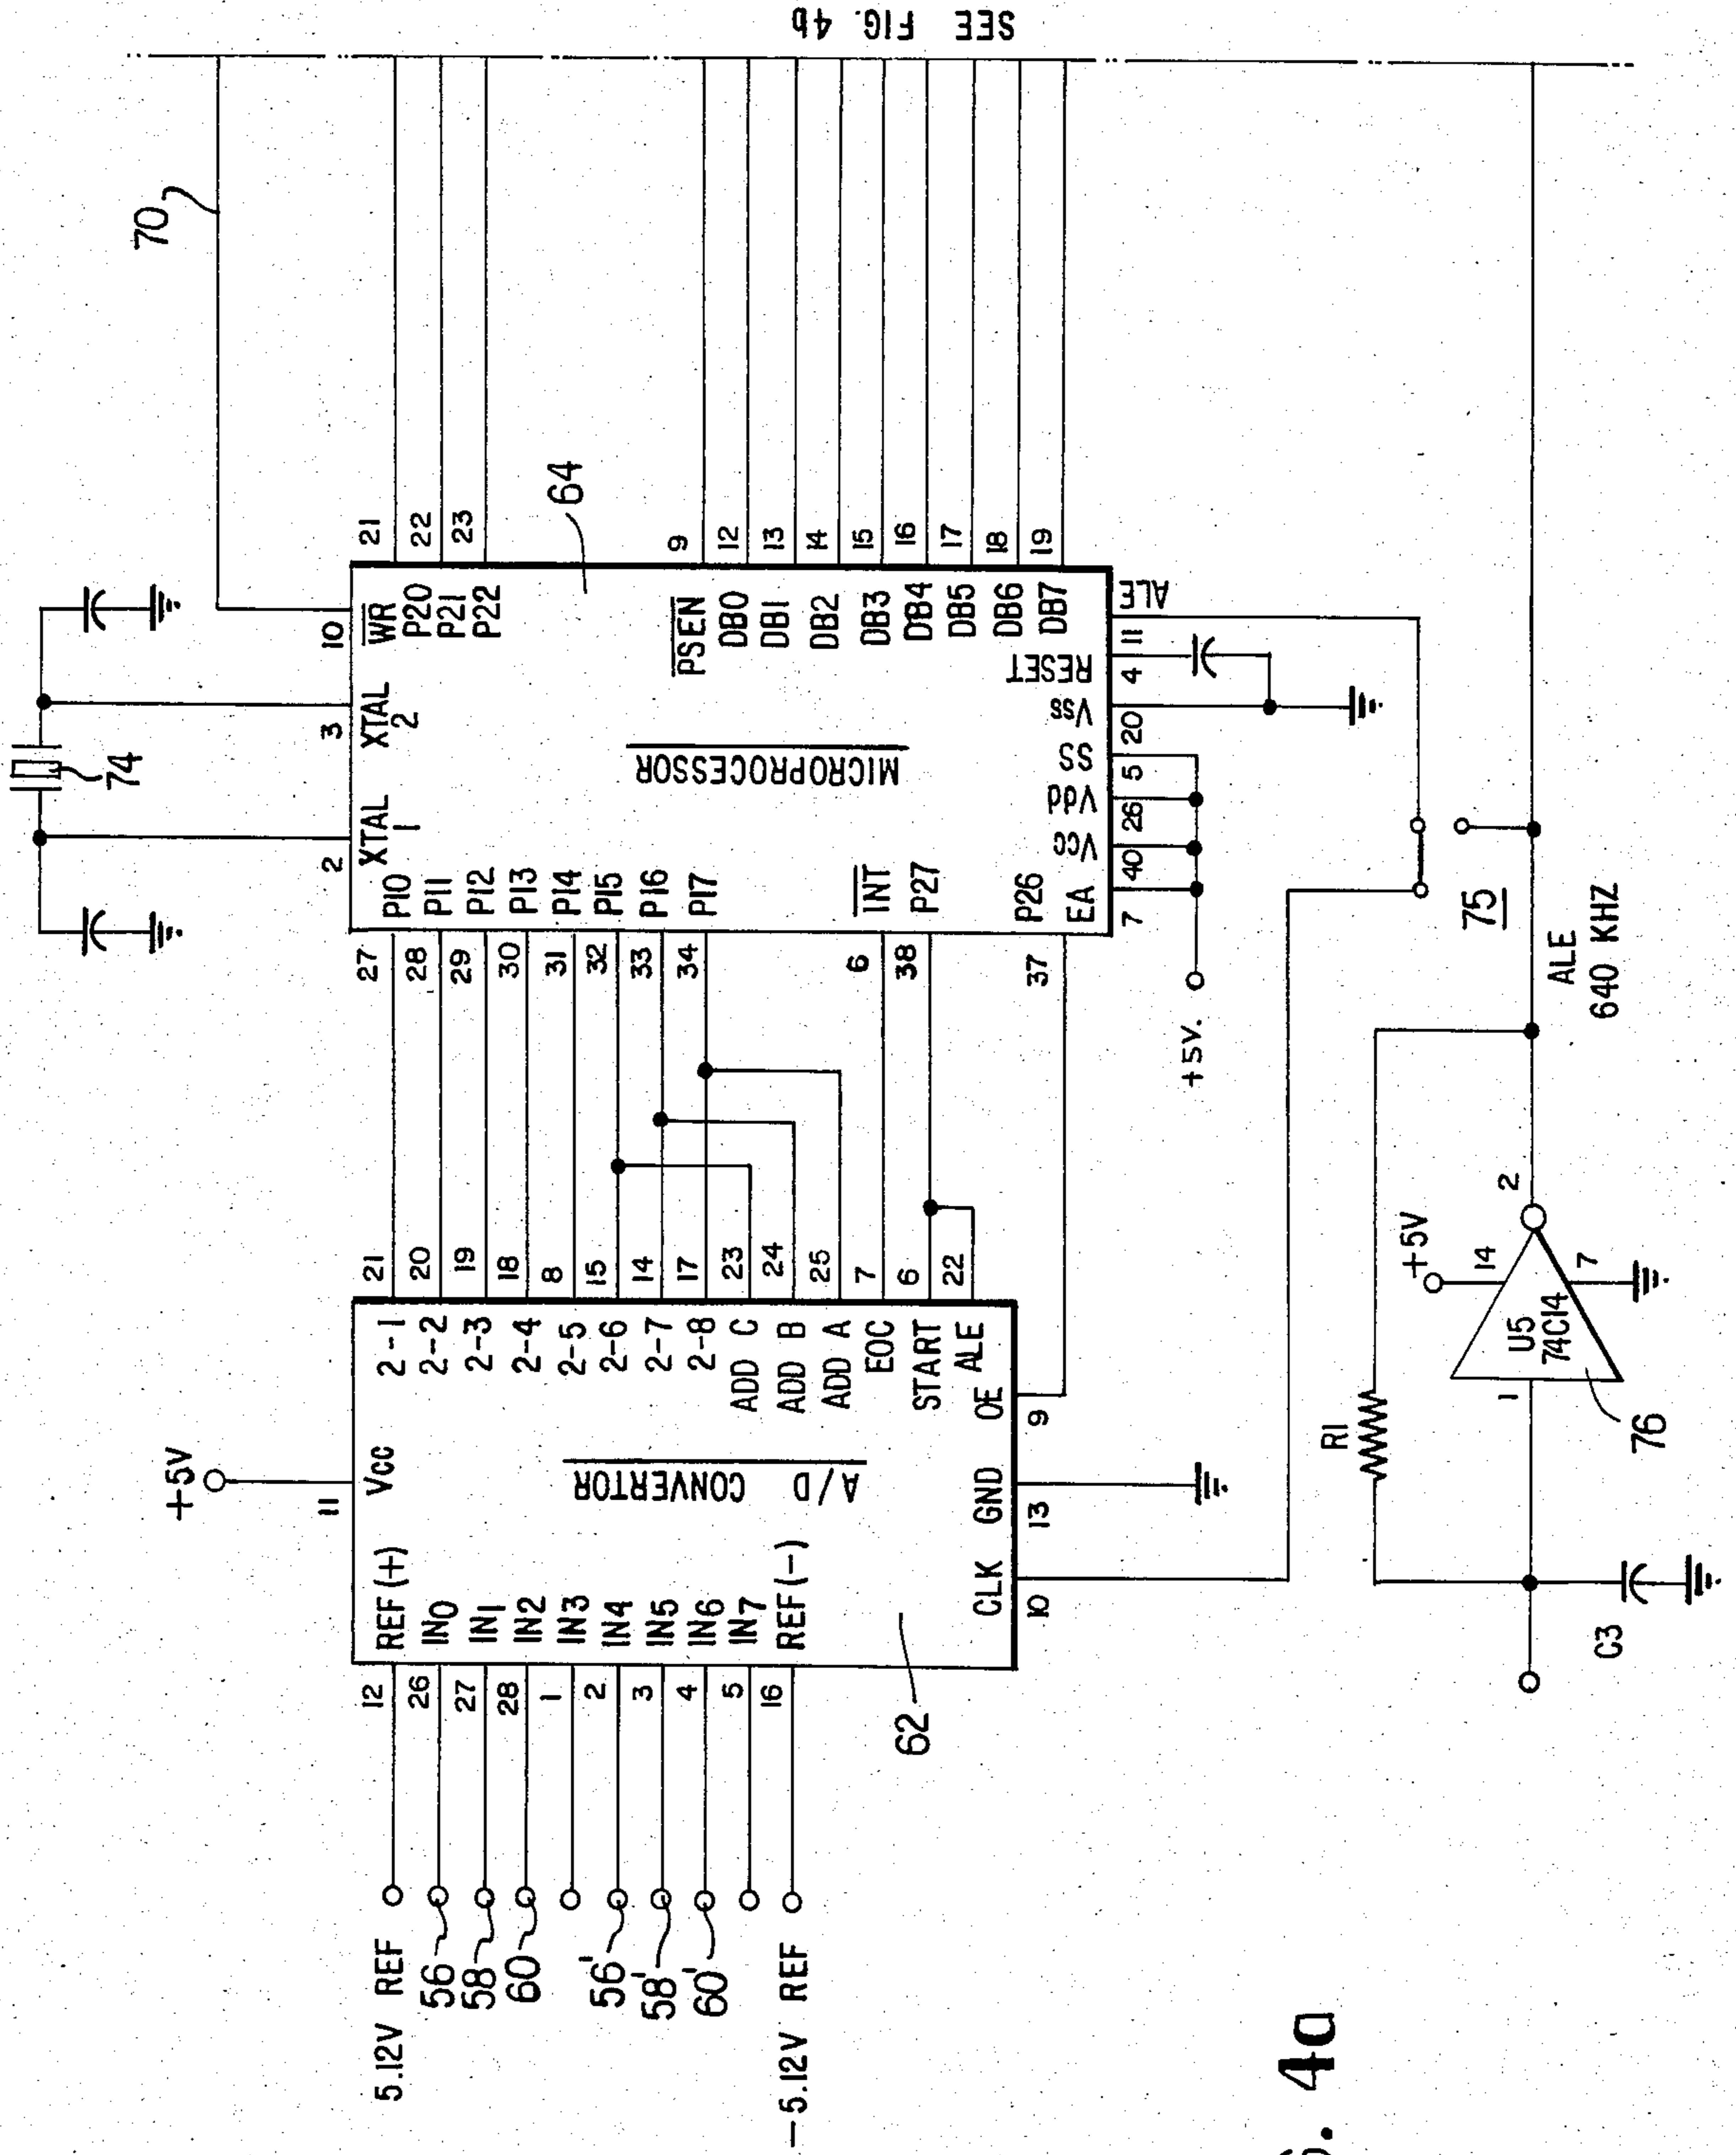 SEE FIG. 4b
70
74
10
3
2
WR
XTAL
2
XTAL
1
P20
P21
P22
21
22
23
64
PSEN
DB0
DB1
DB2
DB3
DB4
DB5
DB6
DB7
9
12
13
14
15
16
17
18
19
MICROPROCESSOR
P10
P11
P12
P13
P14
P15
P16
P17
INT
P27
P26
27
28
29
30
31
32
33
34
6
38
37
EA
Vcc
Vdd
SS
Vss
RESET
ALE
7
40
26
5
20
4
11
+5V.
75
ALE
640 KHZ
+5V
11
Vcc
A/D CONVERTOR
2-1
2-2
2-3
2-4
2-5
2-6
2-7
2-8
ADD C
ADD B
ADD A
EOC
START
ALE
21
20
19
18
8
15
14
17
23
24
25
7
6
22
OE
9
GND
13
CLK
10
REF(+)
IN0
IN1
IN2
IN3
IN4
IN5
IN6
IN7
REF(-)
12
26
27
28
1
2
3
4
5
16
62
5.12V REF
56
58
60
56'
58'
60'
-5.12V REF
R1
+5V
14
2
7
1
U5
74C14
76
C3
G. 4a